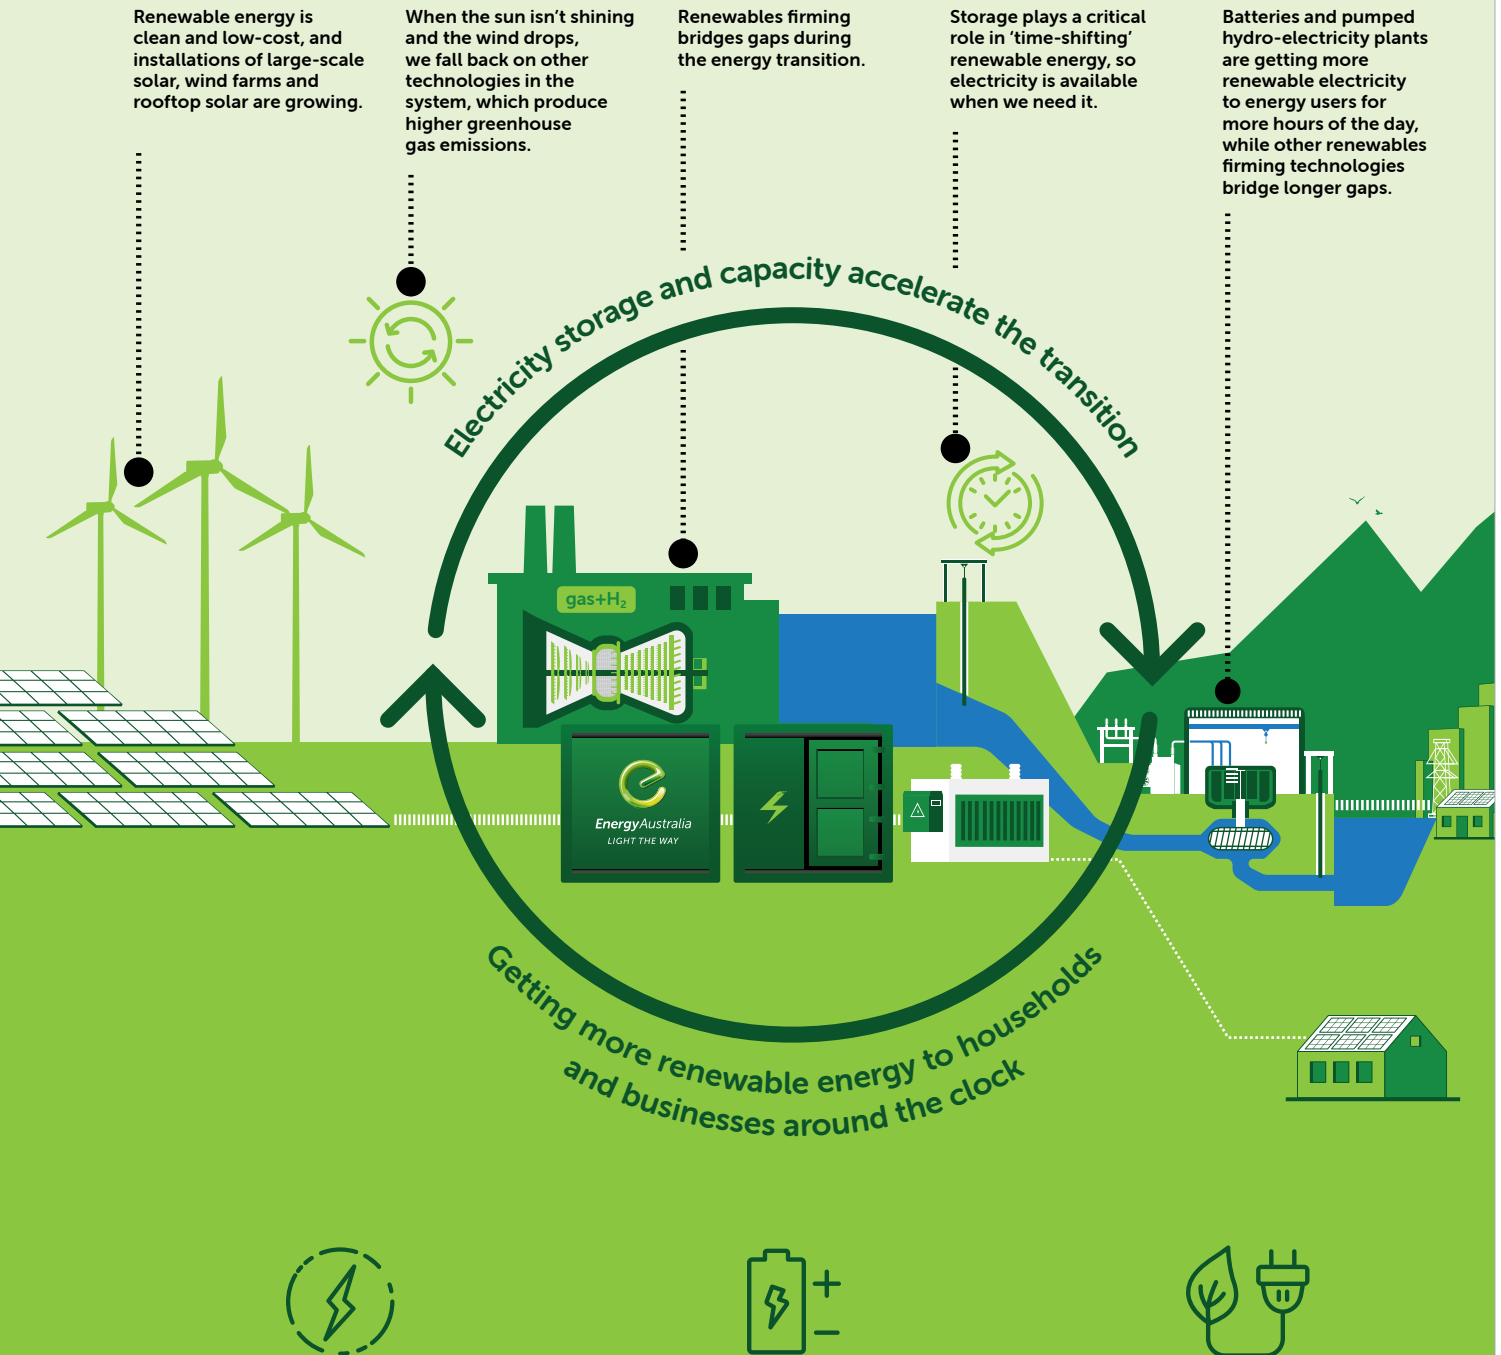 Renewable energy is
clean and low-cost, and
installations of large-scale
solar, wind farms and
rooftop solar are growing.
When the sun isn’t shining
and the wind drops,
we fall back on other
technologies in the
system, which produce
higher greenhouse
gas emissions.
Renewables firming
bridges gaps during
the energy transition.
Storage plays a critical
role in ‘time-shifting’
renewable energy, so
electricity is available
when we need it.
Batteries and pumped
hydro-electricity plants
are getting more
renewable electricity
to energy users for
more hours of the day,
while other renewables
firming technologies
bridge longer gaps.
Electricity storage and capacity accelerate the transition
gas+H₂
EnergyAustralia
LIGHT THE WAY
Getting more renewable energy to households
and businesses around the clock